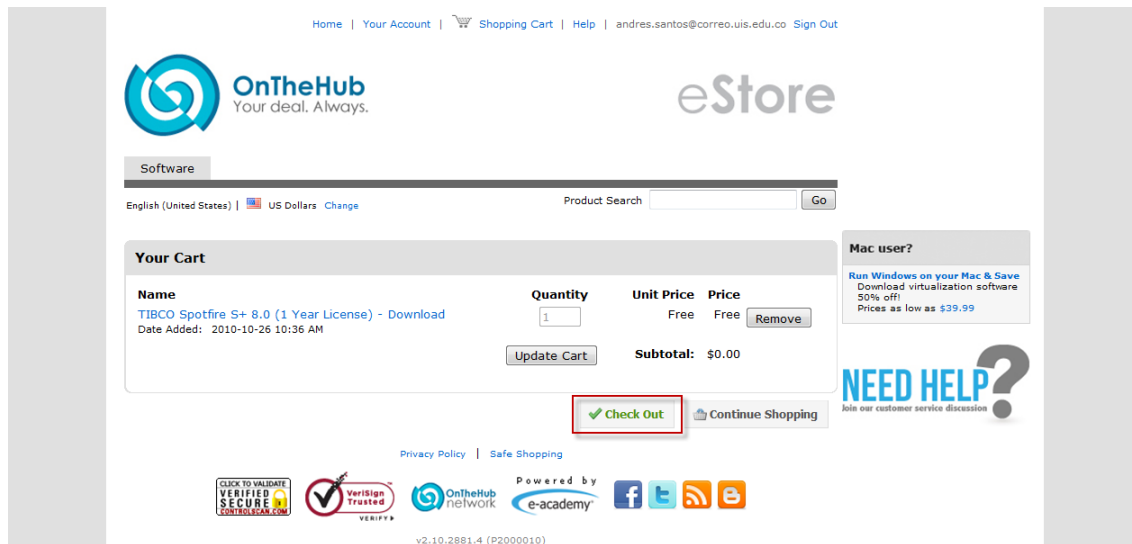 Home | Your Account | Shopping Cart | Help | andres.santos@correo.uis.edu.co Sign Out
OnTheHub
Your deal. Always.
eStore
Software
English (United States) | US Dollars Change
Product Search Go
Your Cart
Name Quantity Unit Price Price
TIBCO Spotfire S+ 8.0 (1 Year License) - Download 1 Free Free Remove
Date Added: 2010-10-26 10:36 AM
Update Cart Subtotal: $0.00
Check Out Continue Shopping
Mac user?
Run Windows on your Mac & Save
Download virtualization software
50% off!
Prices as low as $39.99
NEED HELP?
Join our customer service discussion
Privacy Policy | Safe Shopping
CLICK TO VALIDATE
VERIFIED
SECURE
CONTROLSCAN.COM
VeriSign
Trusted
VERIFY
OnTheHub
network
Powered by
e-academy
v2.10.2881.4 (P2000010)